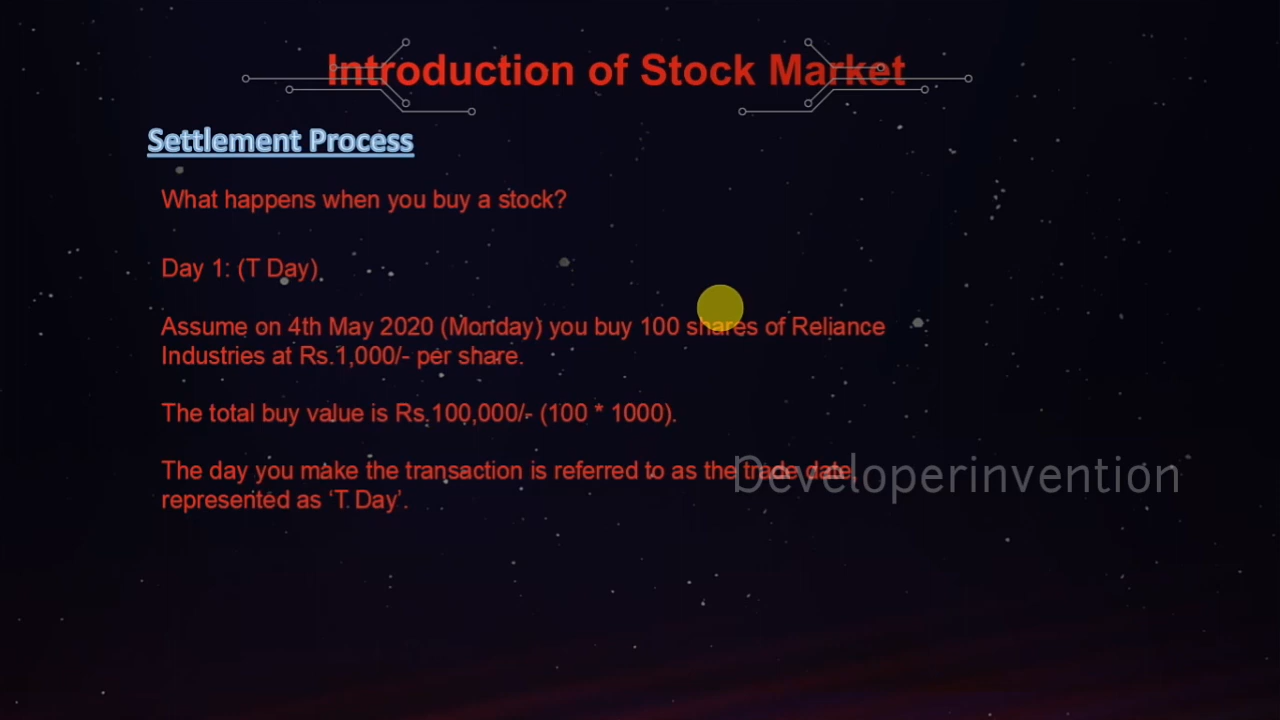 Introduction of Stock Market
Settlement Process
What happens when you buy a stock?
Day 1: (T Day)
Assume on 4th May 2020 (Monday) you buy 100 shares of Reliance
Industries at Rs.1,000/- per share.
The total buy value is Rs.100,000/- (100 * 1000).
The day you make the transaction is referred to as the trade date,
represented as ‘T Day’.
Developerinvention